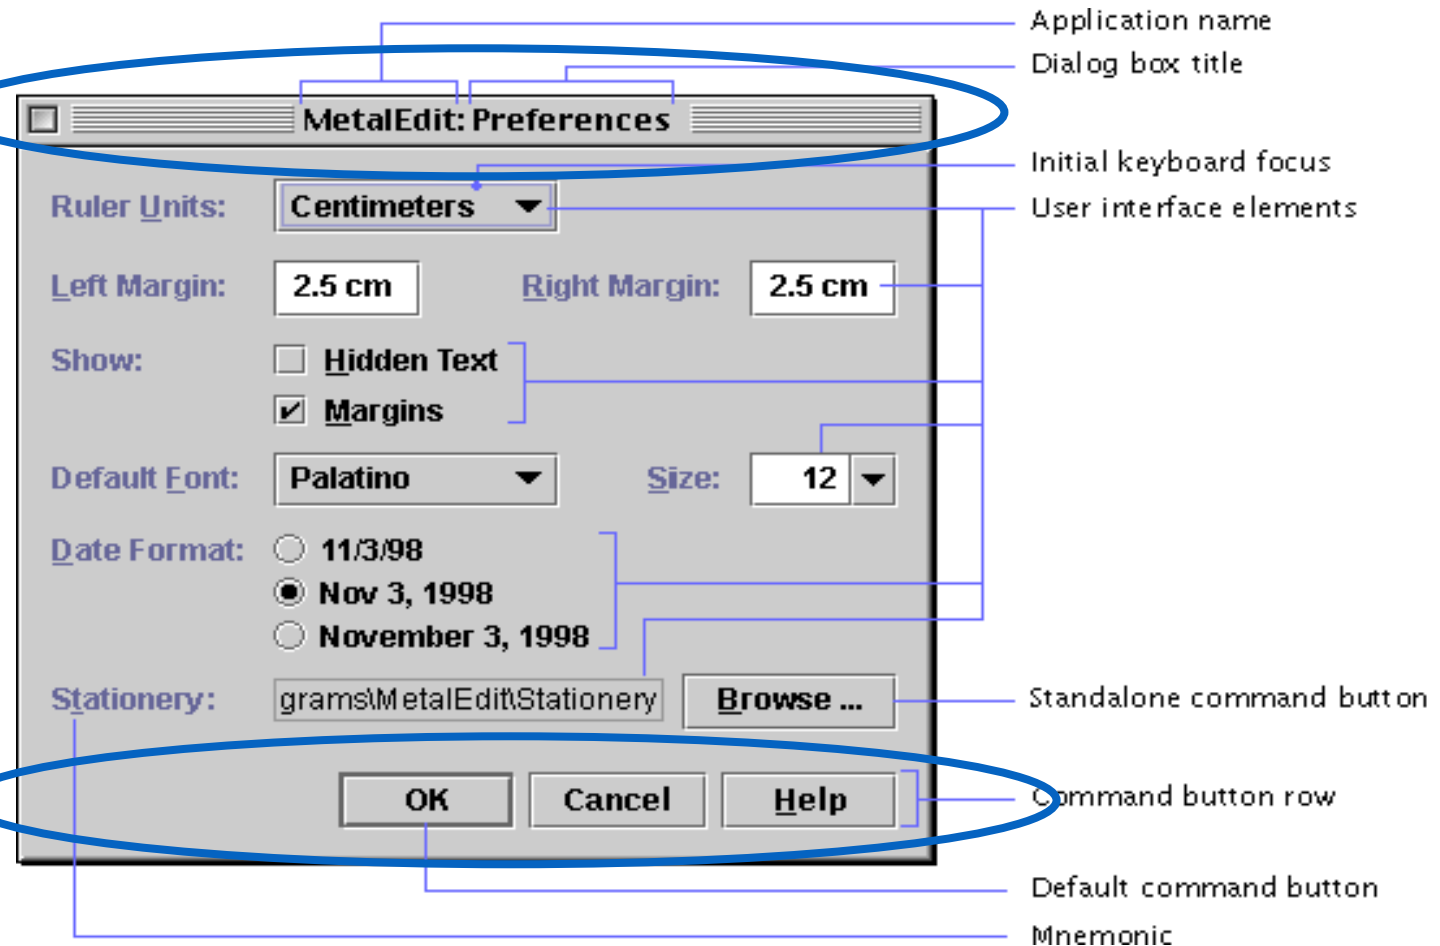 Application name
Dialog box title
MetalEdit: Preferences
Initial keyboard focus
Ruler Units: Centimeters
User interface elements
Left Margin: 2.5 cm Right Margin: 2.5 cm
Show: Hidden Text
Margins
Default Font: Palatino Size: 12
Date Format: 11/3/98
Nov 3, 1998
November 3, 1998
Stationery: grams\MetalEdit\Stationery Browse ...
Standalone command button
OK Cancel Help
Command button row
Default command button
Mnemonic